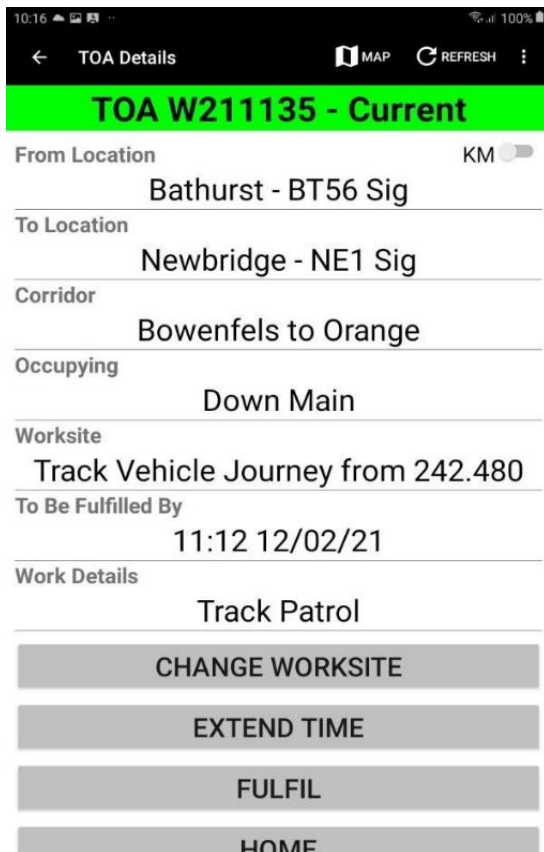 10:16 100%
TOA Details MAP REFRESH
TOA W211135 - Current
From Location KM
Bathurst - BT56 Sig
To Location
Newbridge - NE1 Sig
Corridor
Bowenfels to Orange
Occupying
Down Main
Worksite
Track Vehicle Journey from 242.480
To Be Fulfilled By
11:12 12/02/21
Work Details
Track Patrol
CHANGE WORKSITE
EXTEND TIME
FULFIL
HOME